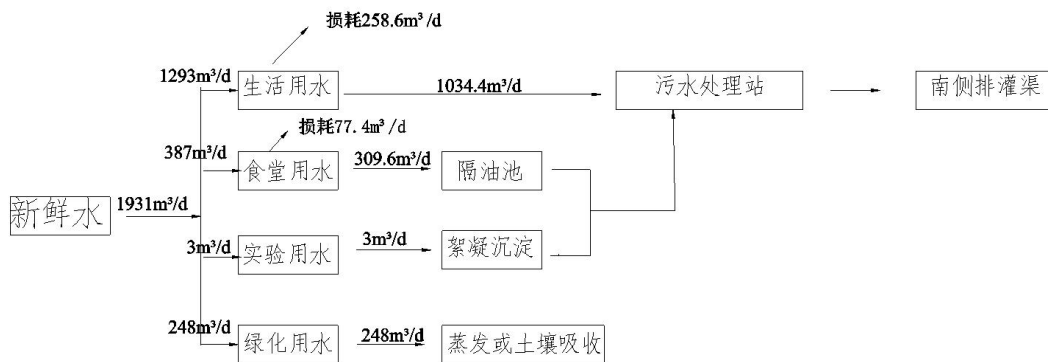 损耗258.6m³/d
1293m³/d
生活用水
1034.4m³/d
污水处理站
南侧排灌渠
损耗77.4m³/d
387m³/d
食堂用水
309.6m³/d
隔油池
新鲜水
1931m³/d
3m³/d
实验用水
3m³/d
絮凝沉淀
248m³/d
绿化用水
248m³/d
蒸发或土壤吸收